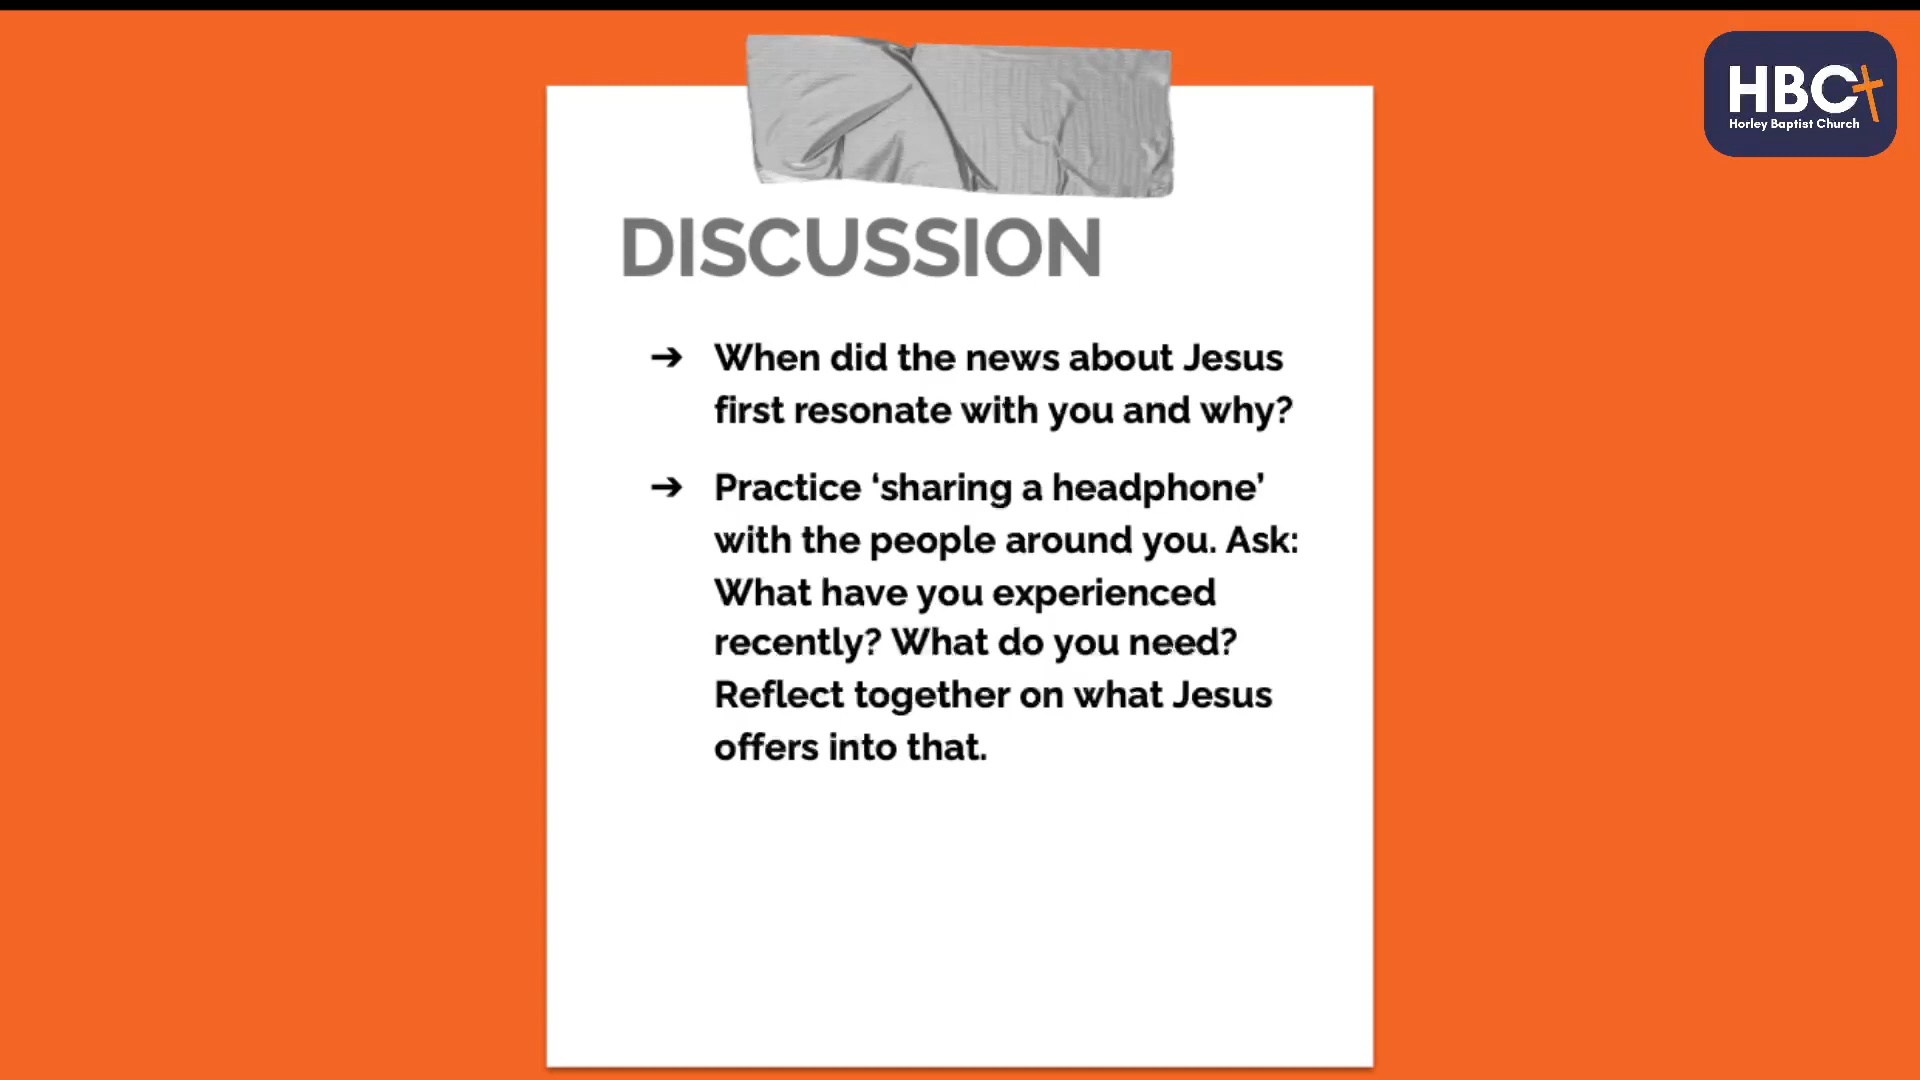 HBC
Horley Baptist Church
DISCUSSION
➔ When did the news about Jesus
first resonate with you and why?
➔ Practice ‘sharing a headphone’
with the people around you. Ask:
What have you experienced
recently? What do you need?
Reflect together on what Jesus
offers into that.